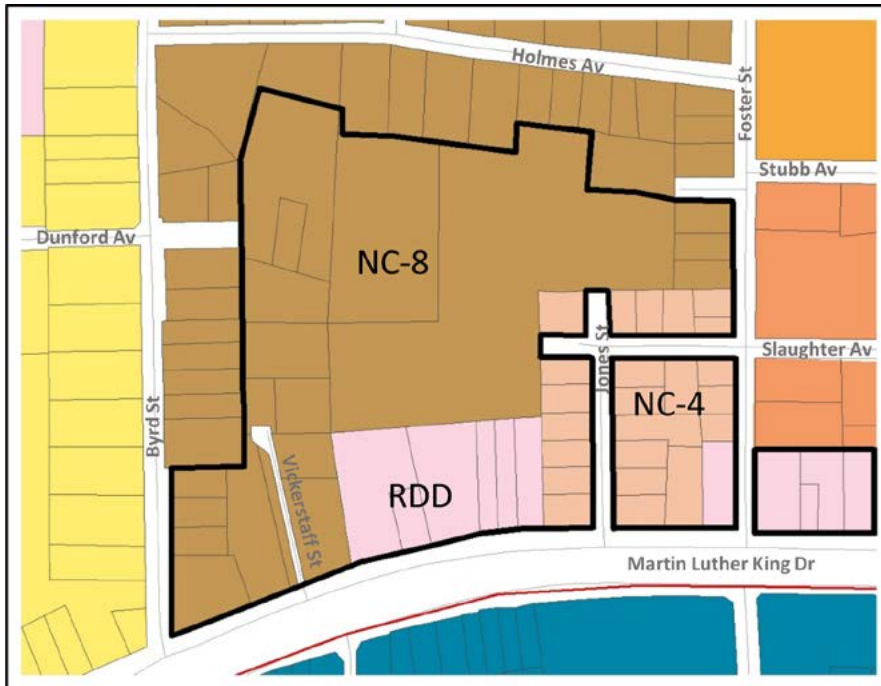 Holmes Av
Foster St
Stubb Av
Dunford Av
NC-8
Jones St
Slaughter Av
Byrd St
NC-4
Vickerstaff St
RDD
Martin Luther King Dr